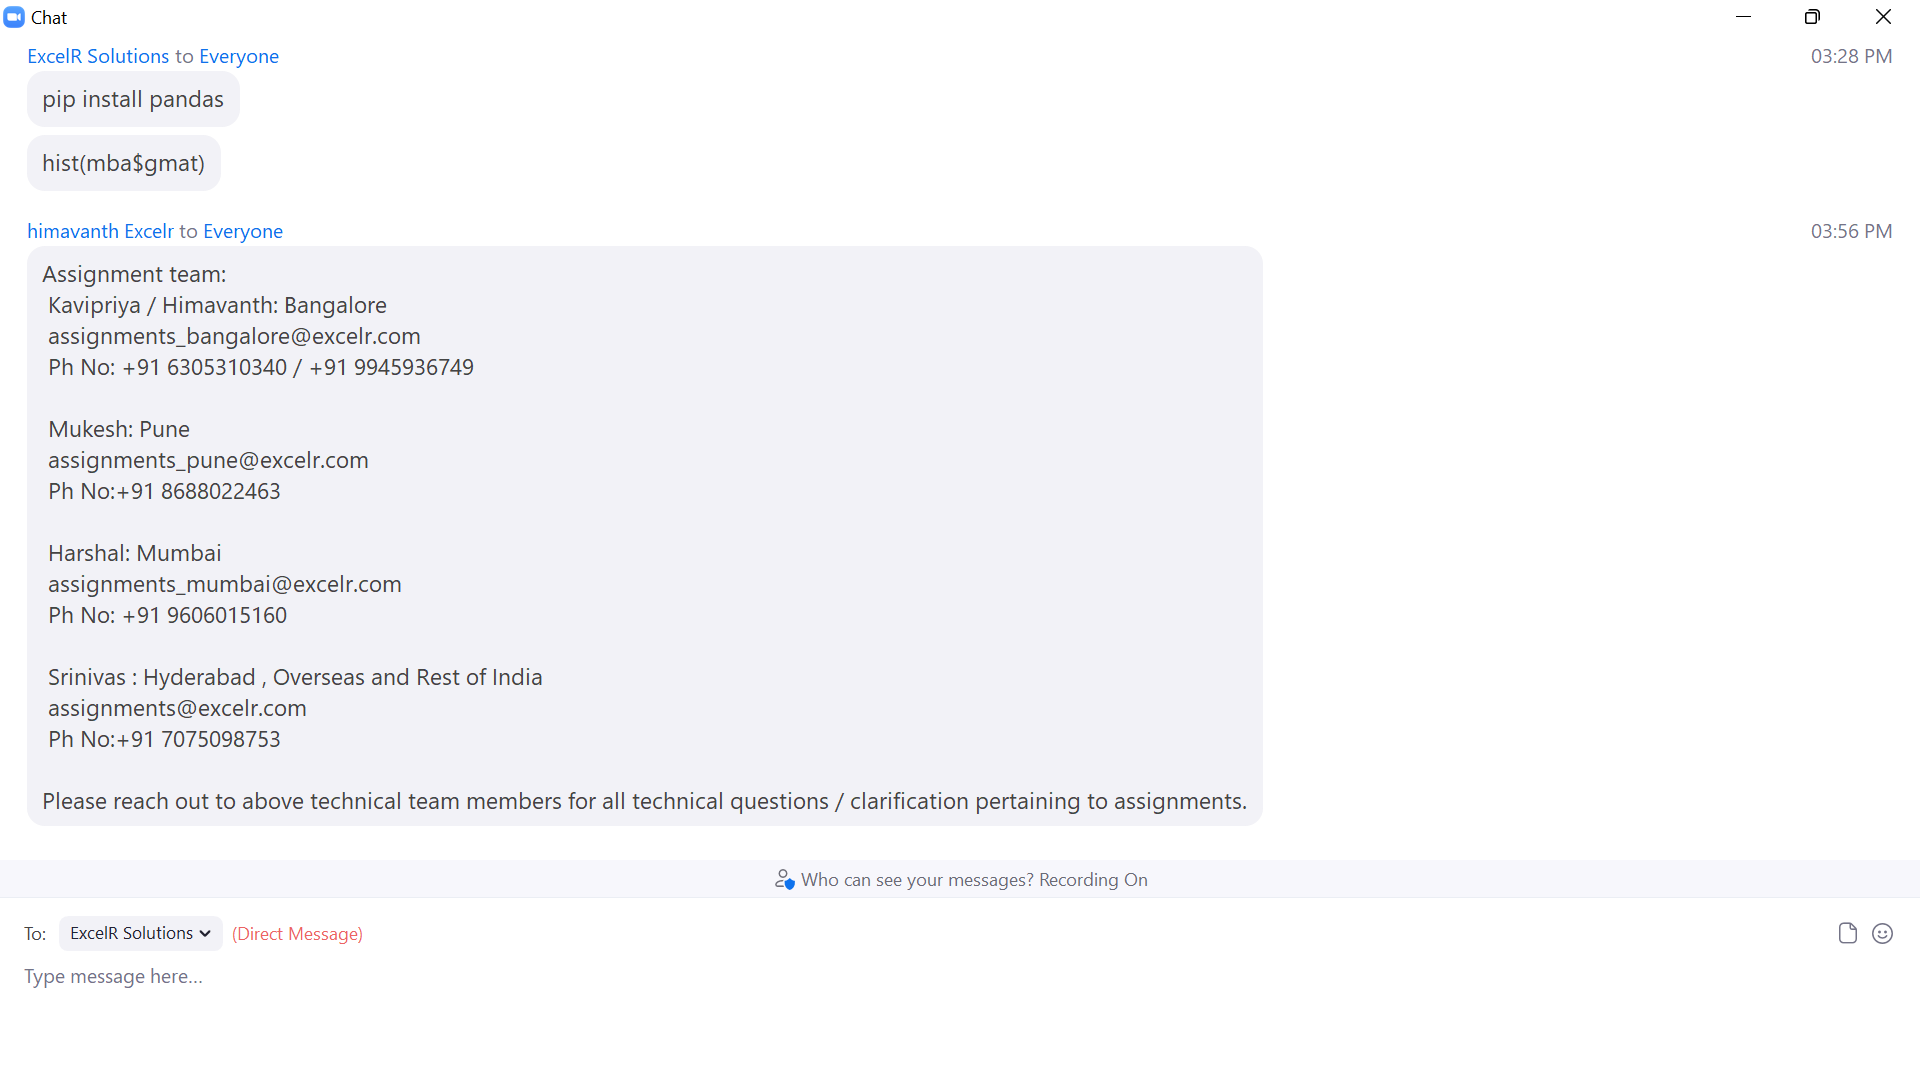 Chat
ExcelR Solutions to Everyone 03:28 PM
pip install pandas
hist(mba$gmat)
himavanth Excelr to Everyone 03:56 PM
Assignment team:
Kavipriya / Himavanth: Bangalore
assignments_bangalore@excelr.com
Ph No: +91 6305310340 / +91 9945936749
Mukesh: Pune
assignments_pune@excelr.com
Ph No:+91 8688022463
Harshal: Mumbai
assignments_mumbai@excelr.com
Ph No: +91 9606015160
Srinivas : Hyderabad , Overseas and Rest of India
assignments@excelr.com
Ph No:+91 7075098753
Please reach out to above technical team members for all technical questions / clarification pertaining to assignments.
Who can see your messages? Recording On
To: ExcelR Solutions (Direct Message)
Type message here...